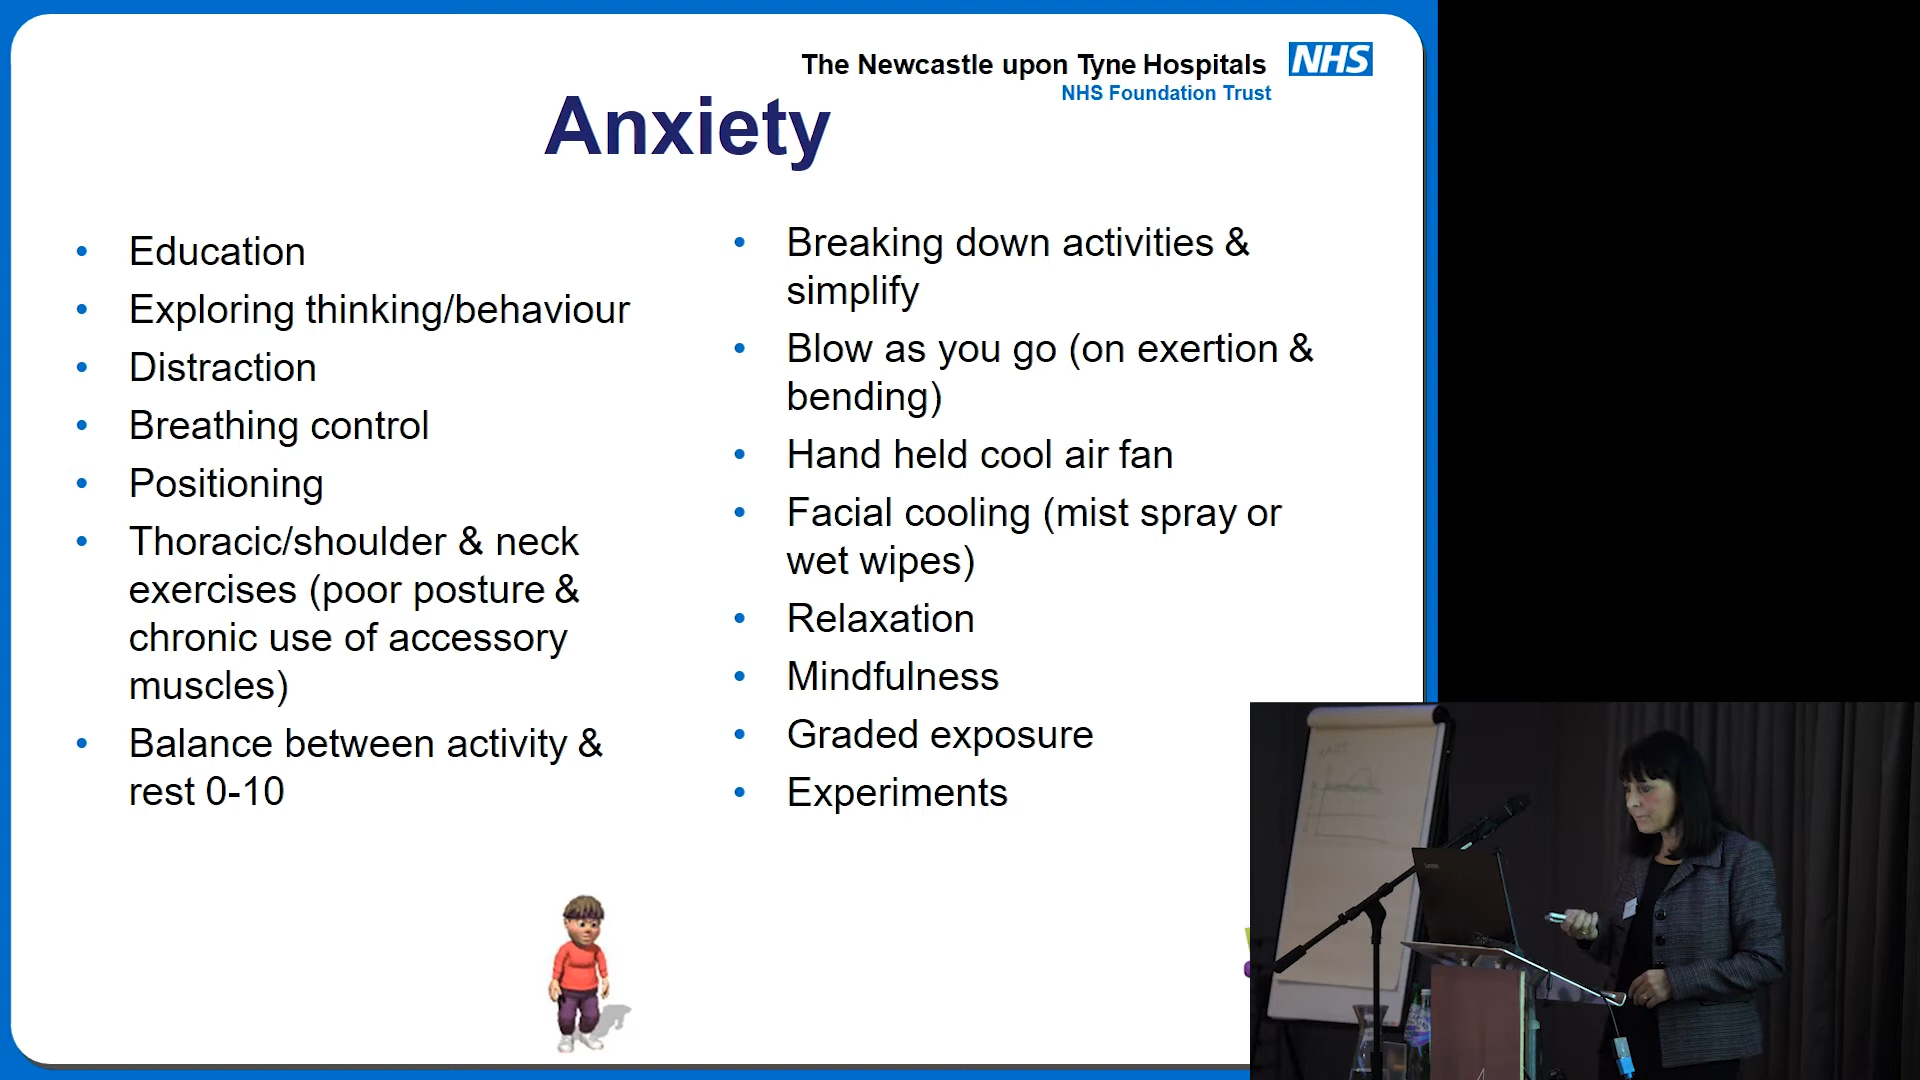 The Newcastle upon Tyne Hospitals NHS
NHS Foundation Trust
Anxiety
Education
Exploring thinking/behaviour
Distraction
Breathing control
Positioning
Thoracic/shoulder & neck
exercises (poor posture &
chronic use of accessory
muscles)
Balance between activity &
rest 0-10
Breaking down activities &
simplify
Blow as you go (on exertion &
bending)
Hand held cool air fan
Facial cooling (mist spray or
wet wipes)
Relaxation
Mindfulness
Graded exposure
Experiments